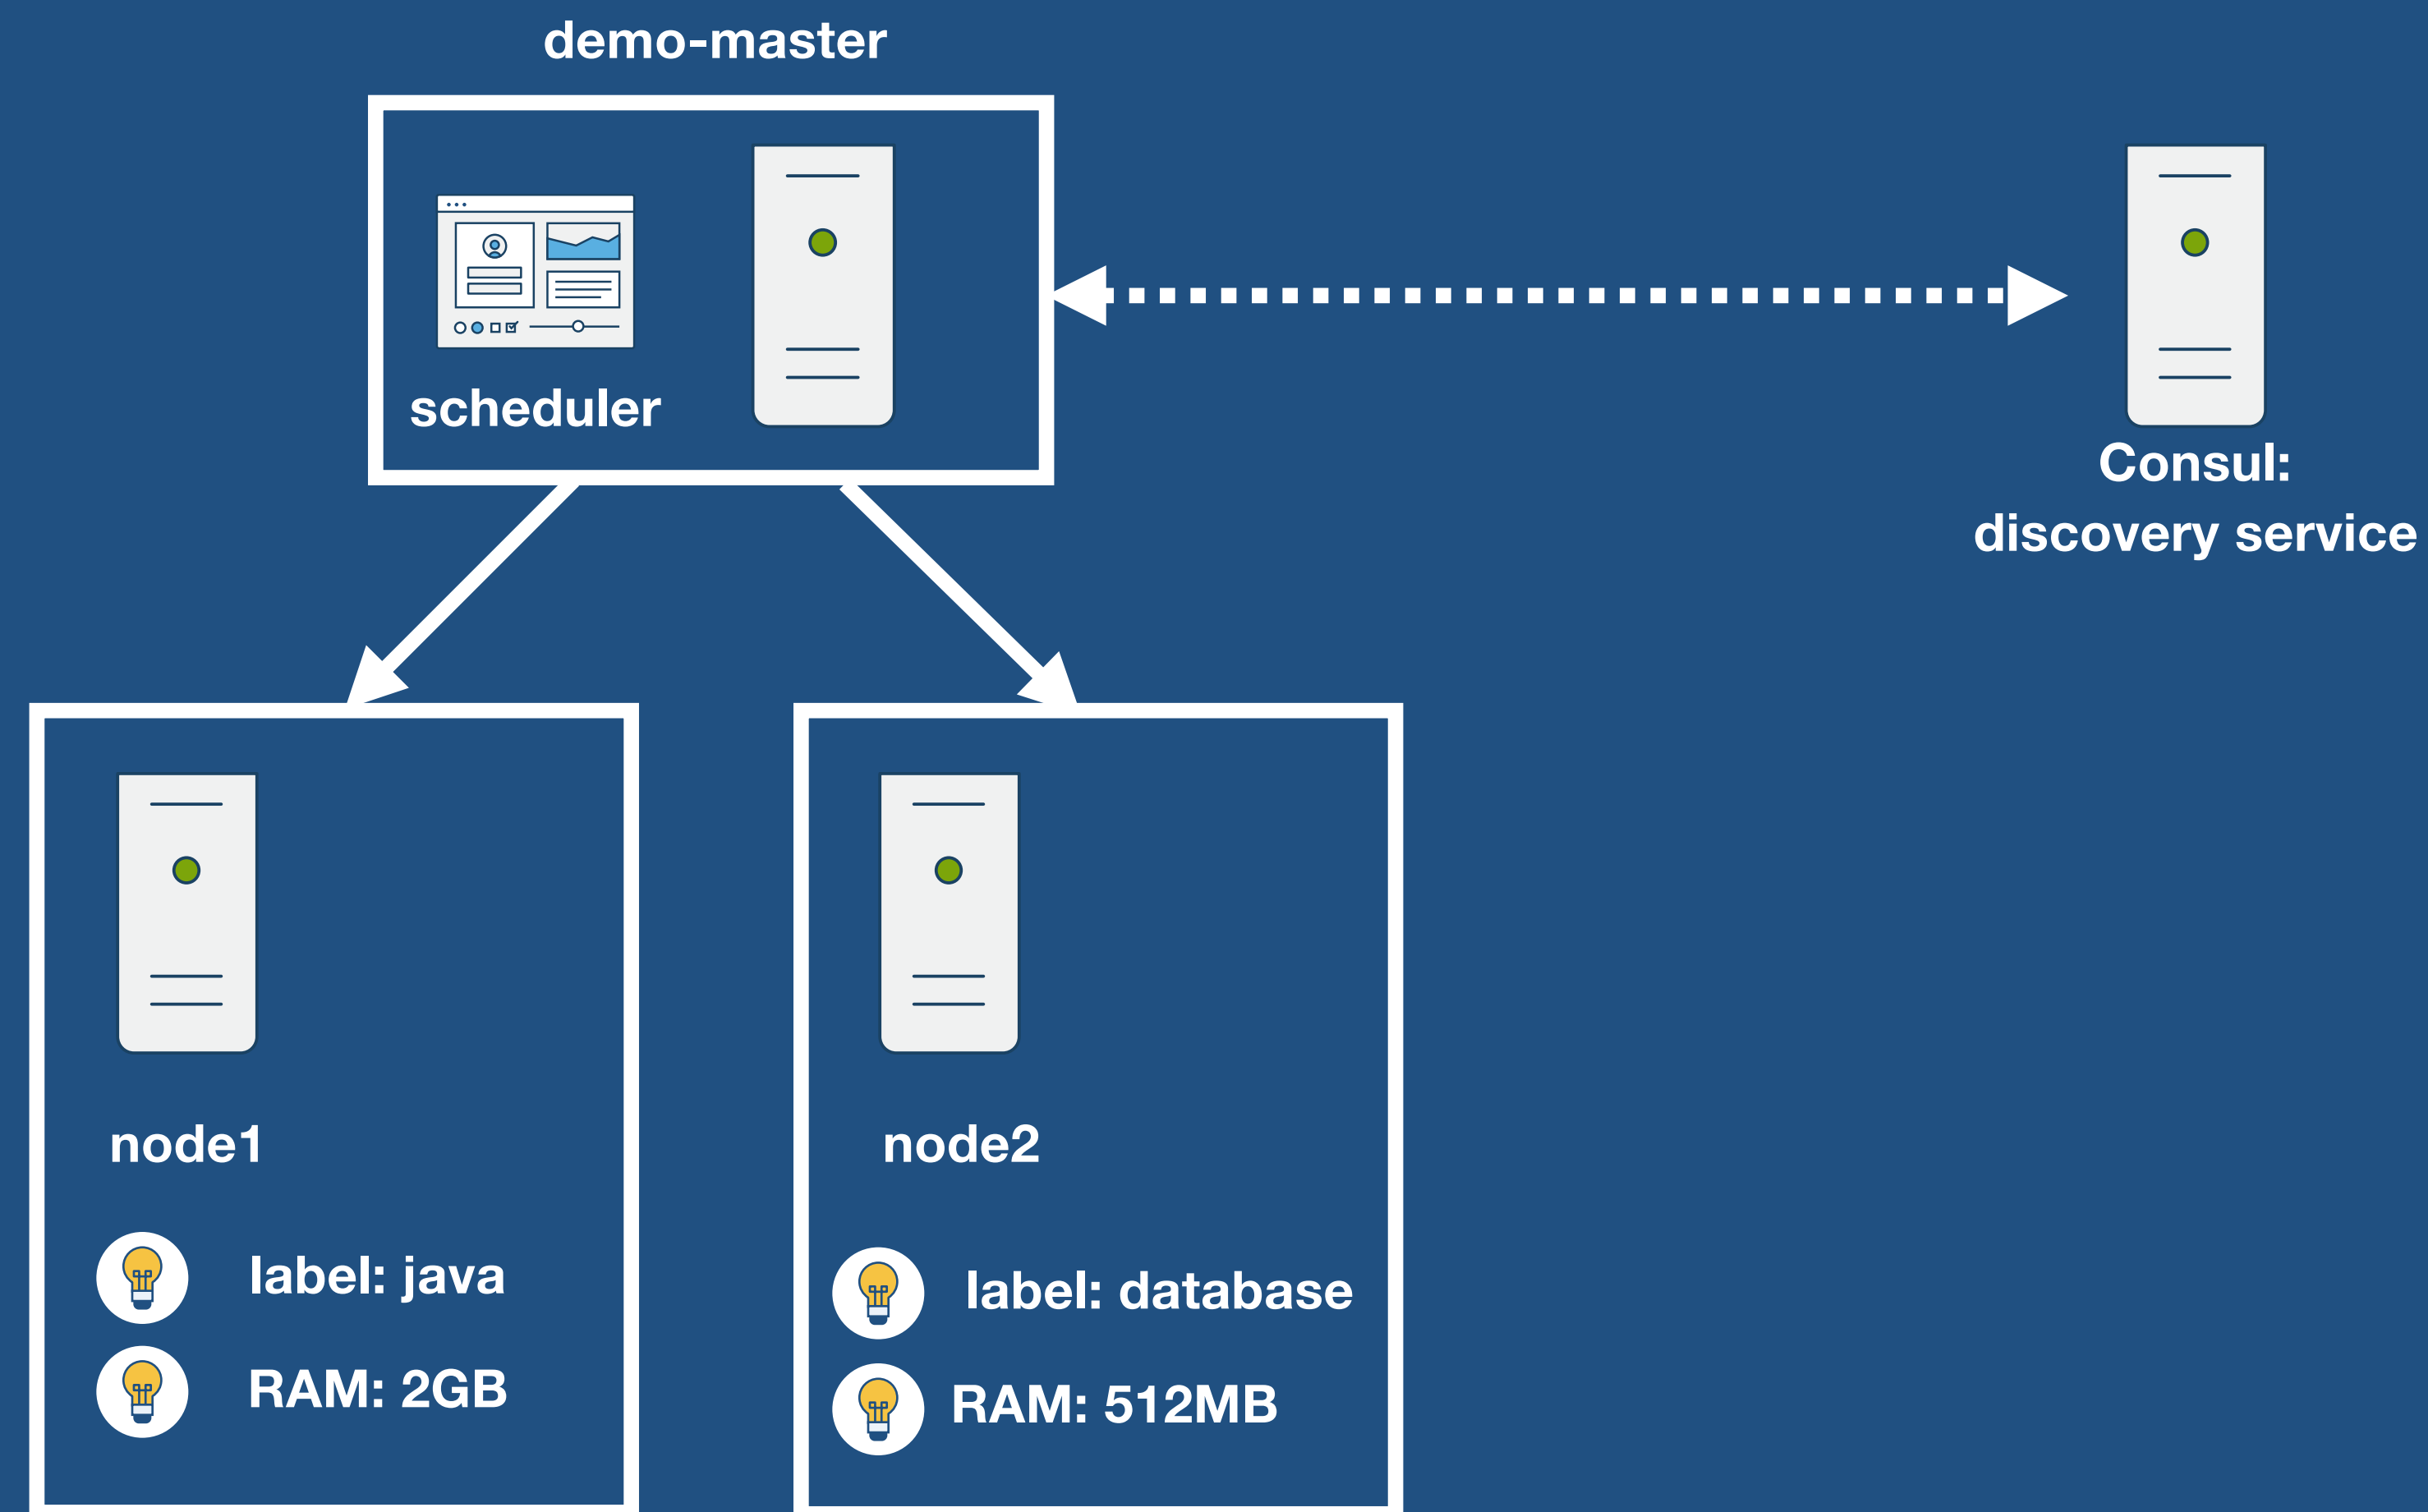 demo-master
scheduler
Consul:
discovery service
node1
label: java
RAM: 2GB
node2
label: database
RAM: 512MB